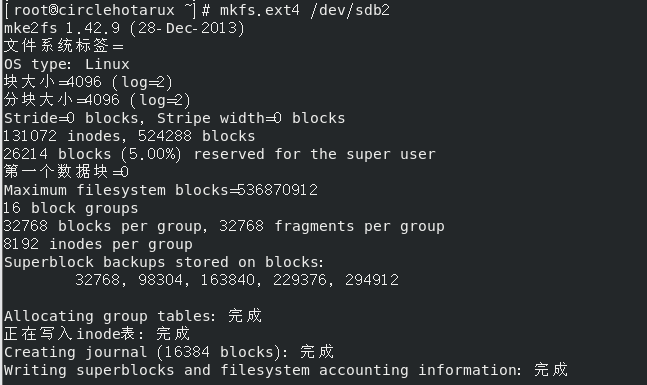 [root@circlehotarux ~]# mkfs.ext4 /dev/sdb2
mke2fs 1.42.9 (28-Dec-2013)
文件系统标签=
OS type: Linux
块大小=4096 (log=2)
分块大小=4096 (log=2)
Stride=0 blocks, Stripe width=0 blocks
131072 inodes, 524288 blocks
26214 blocks (5.00%) reserved for the super user
第一个数据块=0
Maximum filesystem blocks=536870912
16 block groups
32768 blocks per group, 32768 fragments per group
8192 inodes per group
Superblock backups stored on blocks:
32768, 98304, 163840, 229376, 294912
Allocating group tables: 完成
正在写入inode表: 完成
Creating journal (16384 blocks): 完成
Writing superblocks and filesystem accounting information: 完成